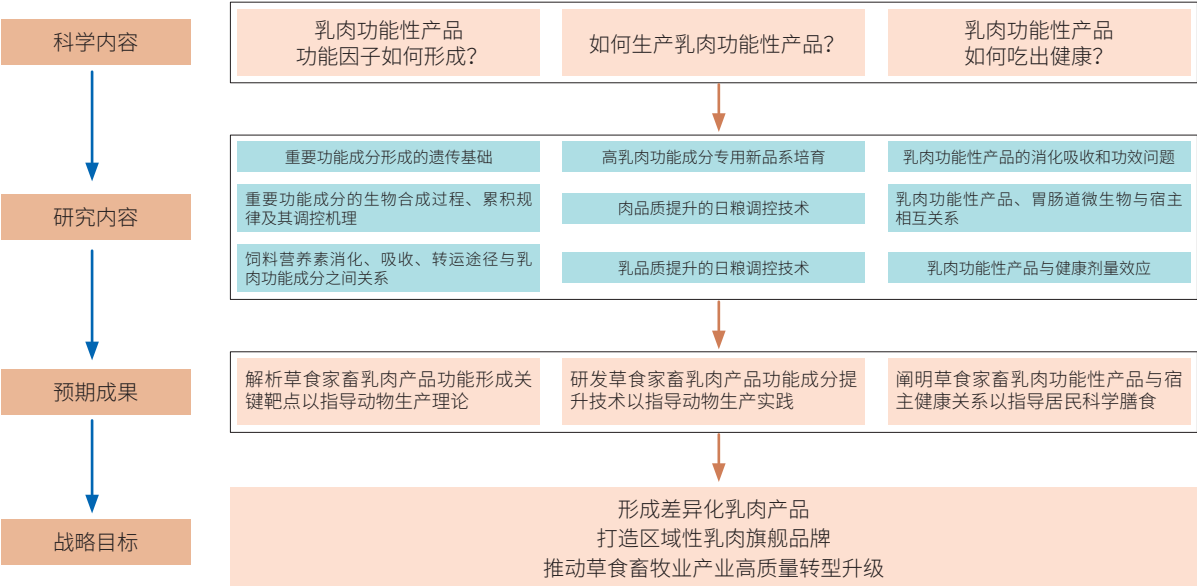 科学内容
乳肉功能性产品
功能因子如何形成？
如何生产乳肉功能性产品？
乳肉功能性产品
如何吃出健康？
研究内容
重要功能成分形成的遗传基础
高乳肉功能成分专用新品系培育
乳肉功能性产品的消化吸收和功效问题
重要功能成分的生物合成过程、累积规
律及其调控机理
肉品质提升的日粮调控技术
乳肉功能性产品、胃肠道微生物与宿主
相互关系
饲料营养素消化、吸收、转运途径与乳
肉功能成分之间关系
乳品质提升的日粮调控技术
乳肉功能性产品与健康剂量效应
预期成果
解析草食家畜乳肉产品功能形成关
键靶点以指导动物生产理论
研发草食家畜乳肉产品功能成分提
升技术以指导动物生产实践
阐明草食家畜乳肉功能性产品与宿
主健康关系以指导居民科学膳食
战略目标
形成差异化乳肉产品
打造区域性乳肉旗舰品牌
推动草食畜牧业产业高质量转型升级